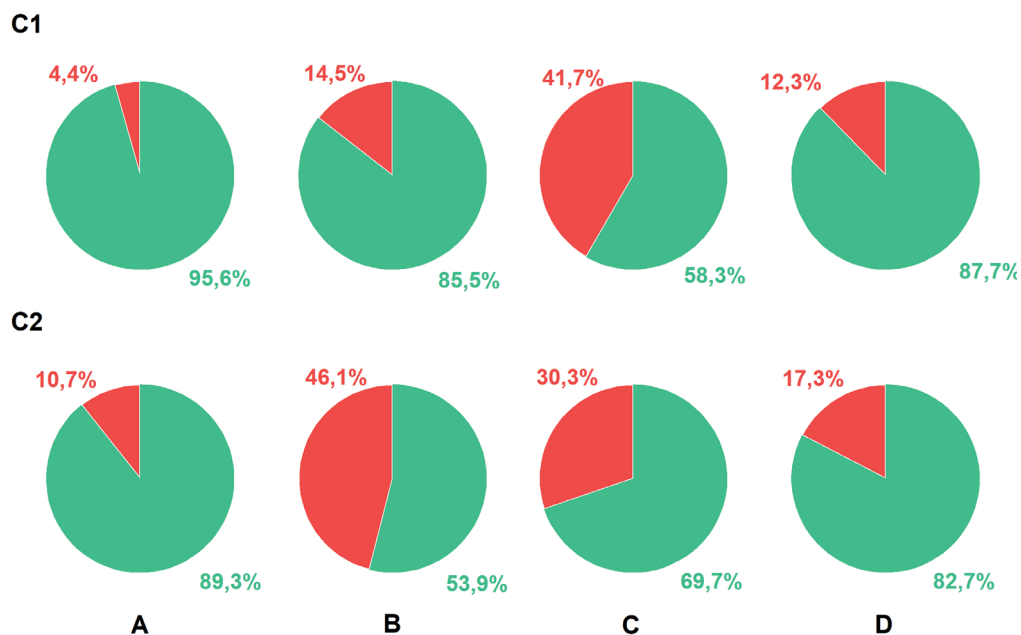 C1
4,4% 14,5% 41,7% 12,3%
95,6% 85,5% 58,3% 87,7%
C2
10,7% 46,1% 30,3% 17,3%
89,3% 53,9% 69,7% 82,7%
A B C D